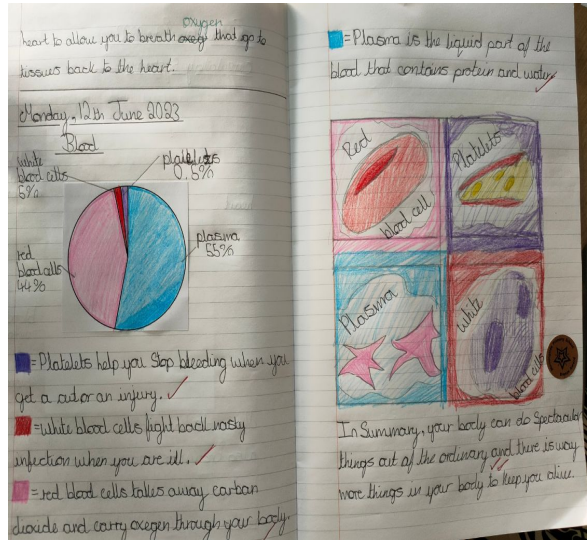 oxygen
heart to allow you to breath oxeg that go to
tissues back to the heart.
Monday, 12th June 2023
Blood
white
blood cells
5%
platelets
0.5%
plasma
55%
red
blood cells
44%
=Platelets help you Stop bleeding when you
get a cut or an injury.
=white blood cells fight back nasty
infection when you are ill.
=red blood cells takes away carban
dioxide and carry oxegen through your body.
=Plasma is the liquid part of the
blood that contains protein and water
Red
blood cell
Platelets
Plasma
White
blood cells
In Summary, your body can do Spectacular
things out of the ordinary and there is way
more things in your body to keep you alive.